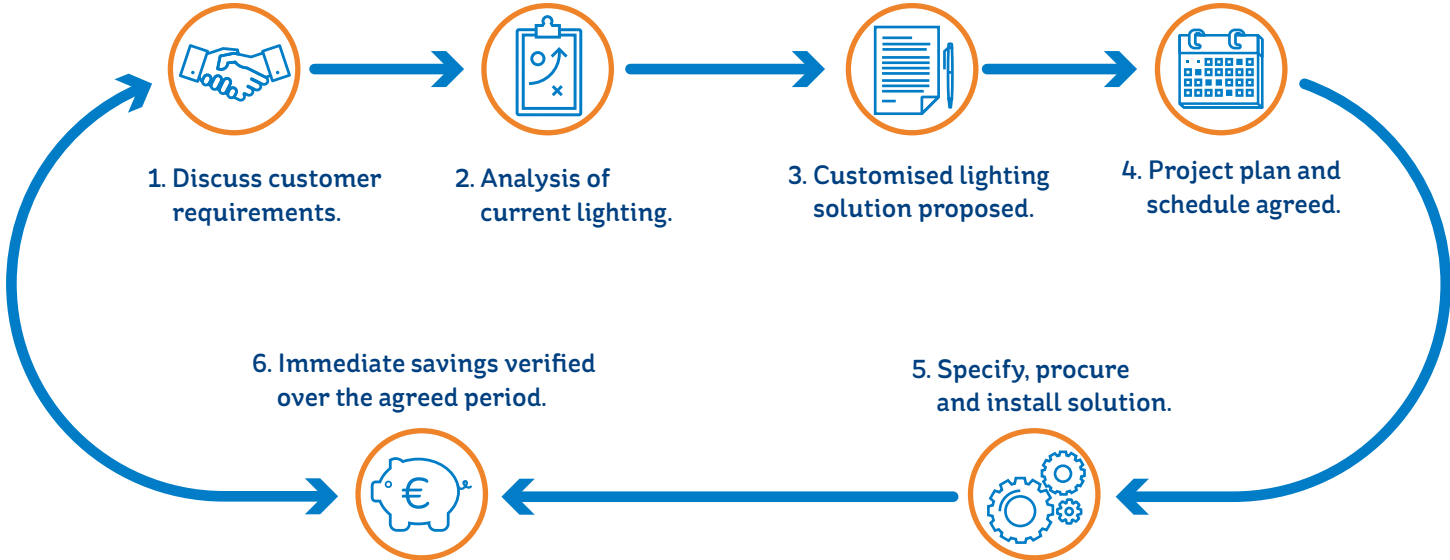 1. Discuss customer
requirements.
2. Analysis of
current lighting.
3. Customised lighting
solution proposed.
4. Project plan and
schedule agreed.
5. Specify, procure
and install solution.
6. Immediate savings verified
over the agreed period.
€